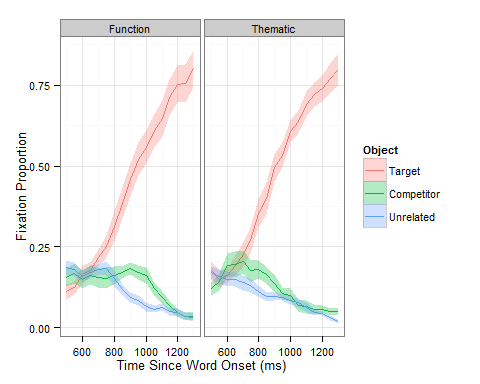 Function Thematic
Fixation Proportion
0.75
0.50
0.25
0.00
600 800 1000 1200 600 800 1000 1200
Time Since Word Onset (ms)
Object
Target
Competitor
Unrelated